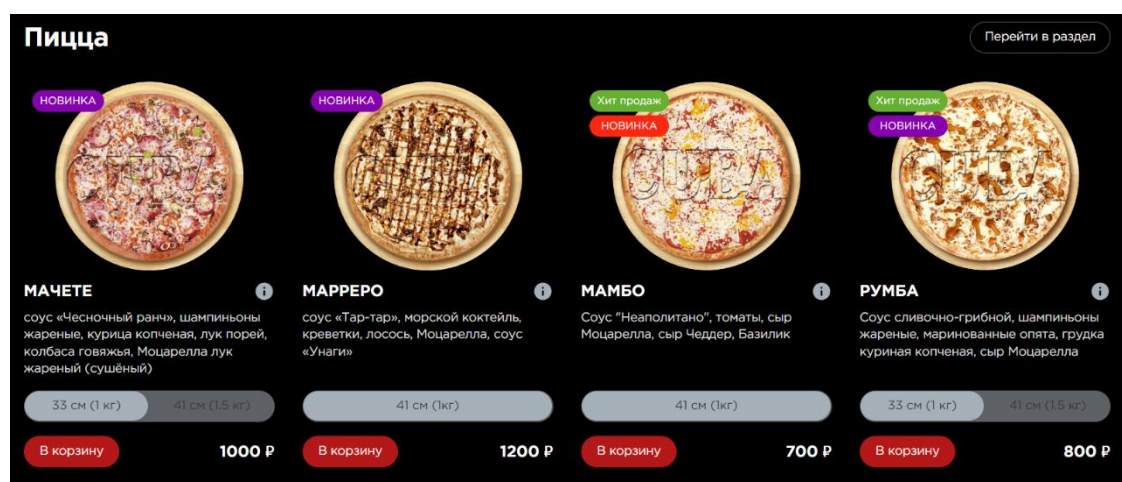 Пицца
Перейти в раздел
НОВИНКА
НОВИНКА
Хит продаж
НОВИНКА
Хит продаж
НОВИНКА
CUBA
CUBA
МАЧЕТЕ
соус «Чесночный ранч», шампиньоны
жареные, курица копченая, лук порей,
колбаса говяжья, Моцарелла лук
жареный (сушёный)
33 см (1 кг)
41 см (1.5 кг)
В корзину
1000 ₽
МАРРЕРО
соус «Тар-тар», морской коктейль,
креветки, лосось, Моцарелла, соус
«Унаги»
41 см (1кг)
В корзину
1200 ₽
МАМБО
Соус "Неаполитано", томаты, сыр
Моцарелла, сыр Чеддер, Базилик
41 см (1кг)
В корзину
700 ₽
РУМБА
Соус сливочно-грибной, шампиньоны
жареные, маринованные опята, грудка
куриная копченая, сыр Моцарелла
33 см (1 кг)
41 см (1.5 кг)
В корзину
800 ₽